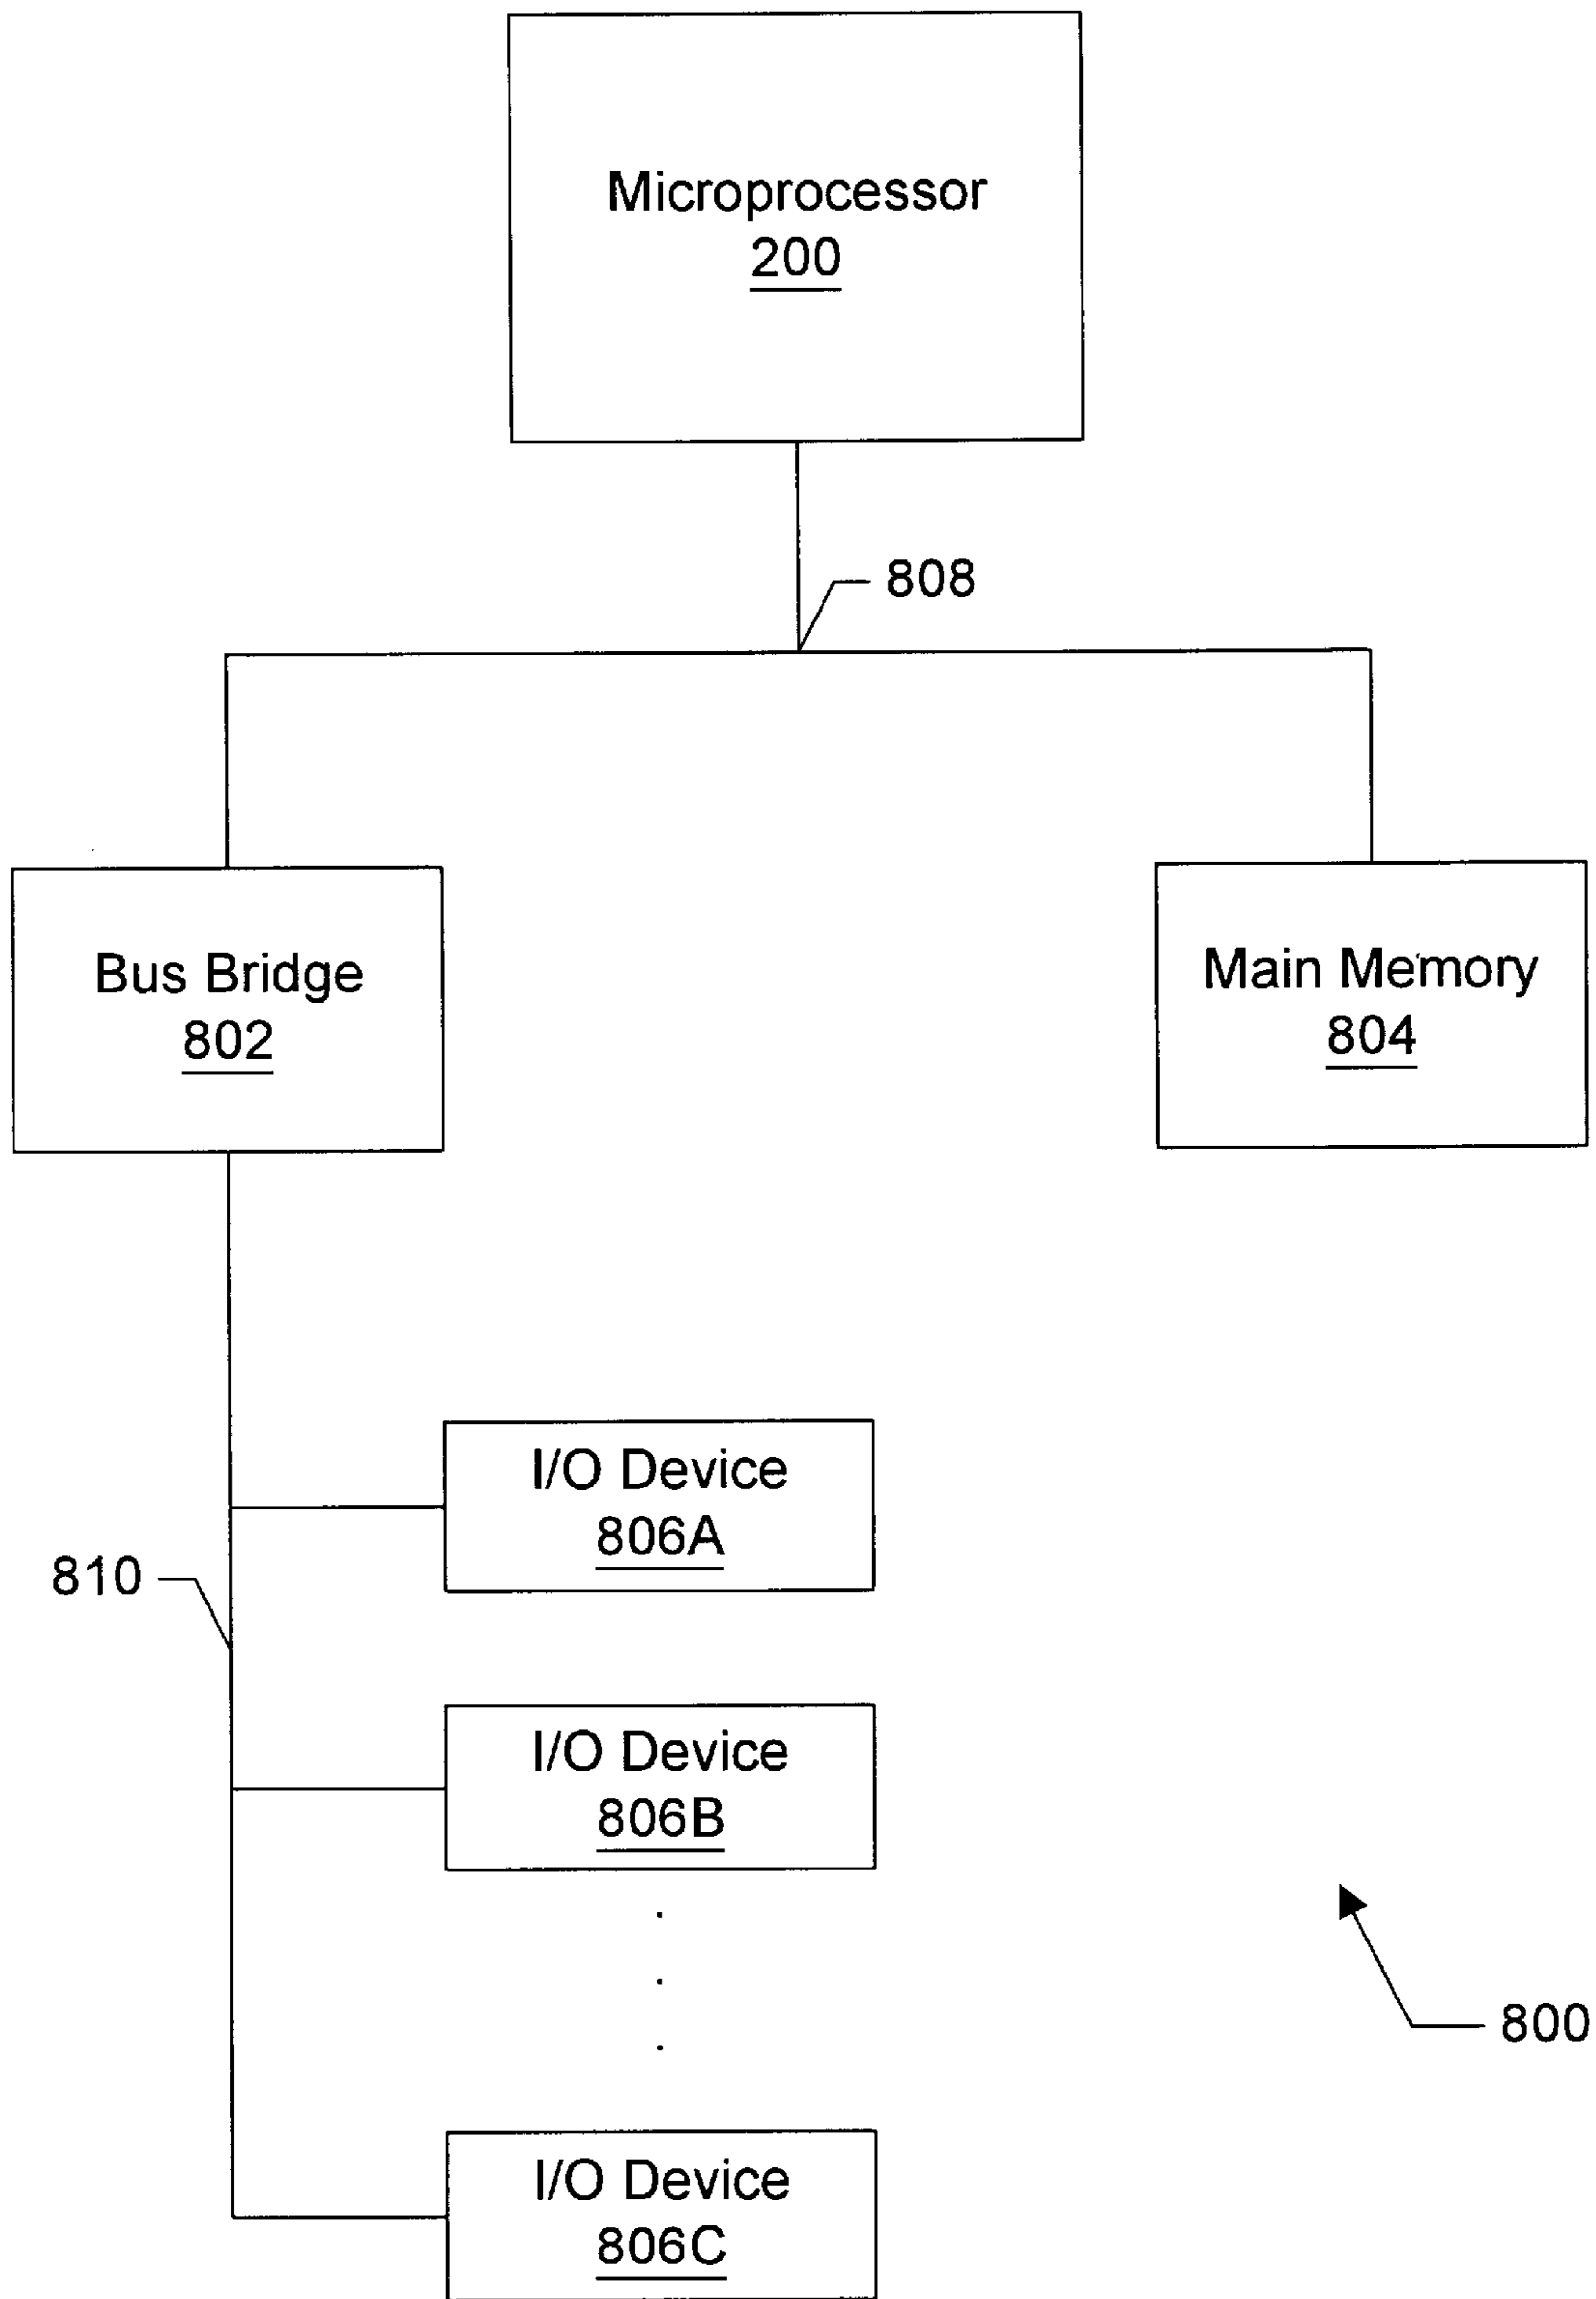 Microprocessor
200
808
Bus Bridge
802
Main Memory
804
I/O Device
806A
810
I/O Device
806B
.
.
.
800
I/O Device
806C